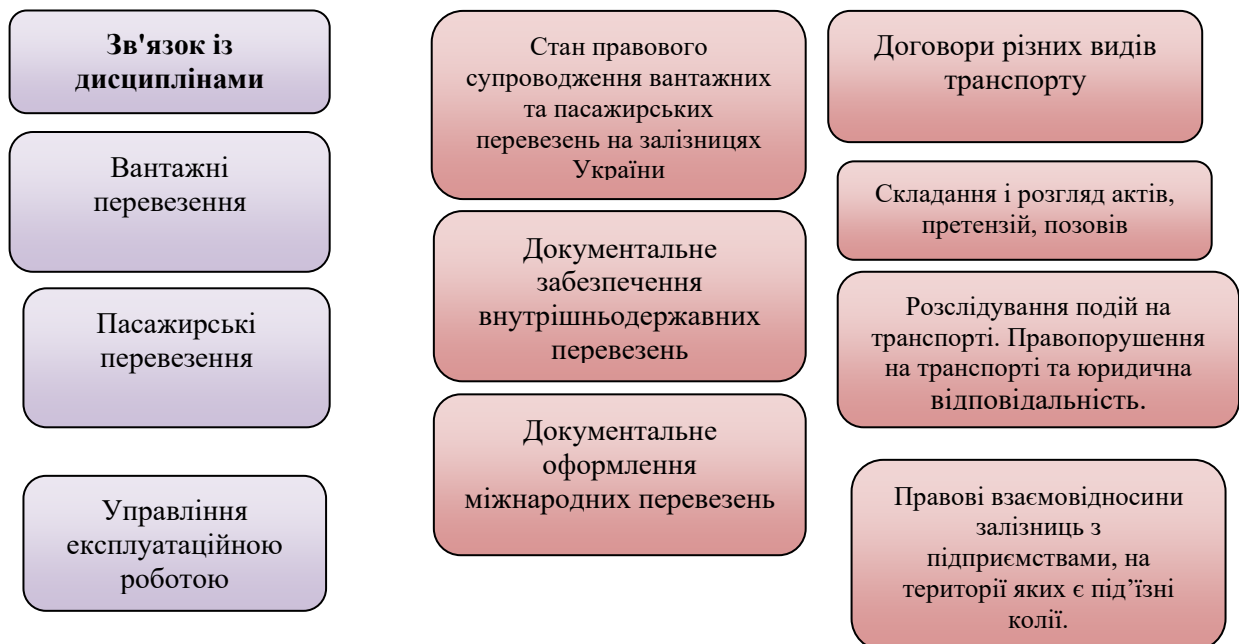 Зв'язок із
дисциплінами
Вантажні
перевезення
Пасажирські
перевезення
Управління
експлуатаційною
роботою
Стан правового
супроводження вантажних
та пасажирських
перевезень на залізницях
України
Документальне
забезпечення
внутрішньодержавних
перевезень
Документальне
оформлення
міжнародних перевезень
Договори різних видів
транспорту
Складання і розгляд актів,
претензій, позовів
Розслідування подій на
транспорті. Правопорушення
на транспорті та юридична
відповідальність.
Правові взаємовідносини
залізниць з
підприємствами, на
території яких є під’їзні
колії.